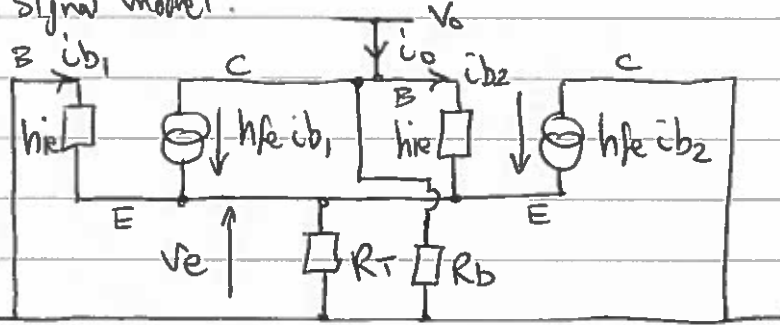 Signal model.
Vo
B ib1 C io ib2 C
B
hie hfe ib1 hie hfe ib2
E E
Ve RT Rb